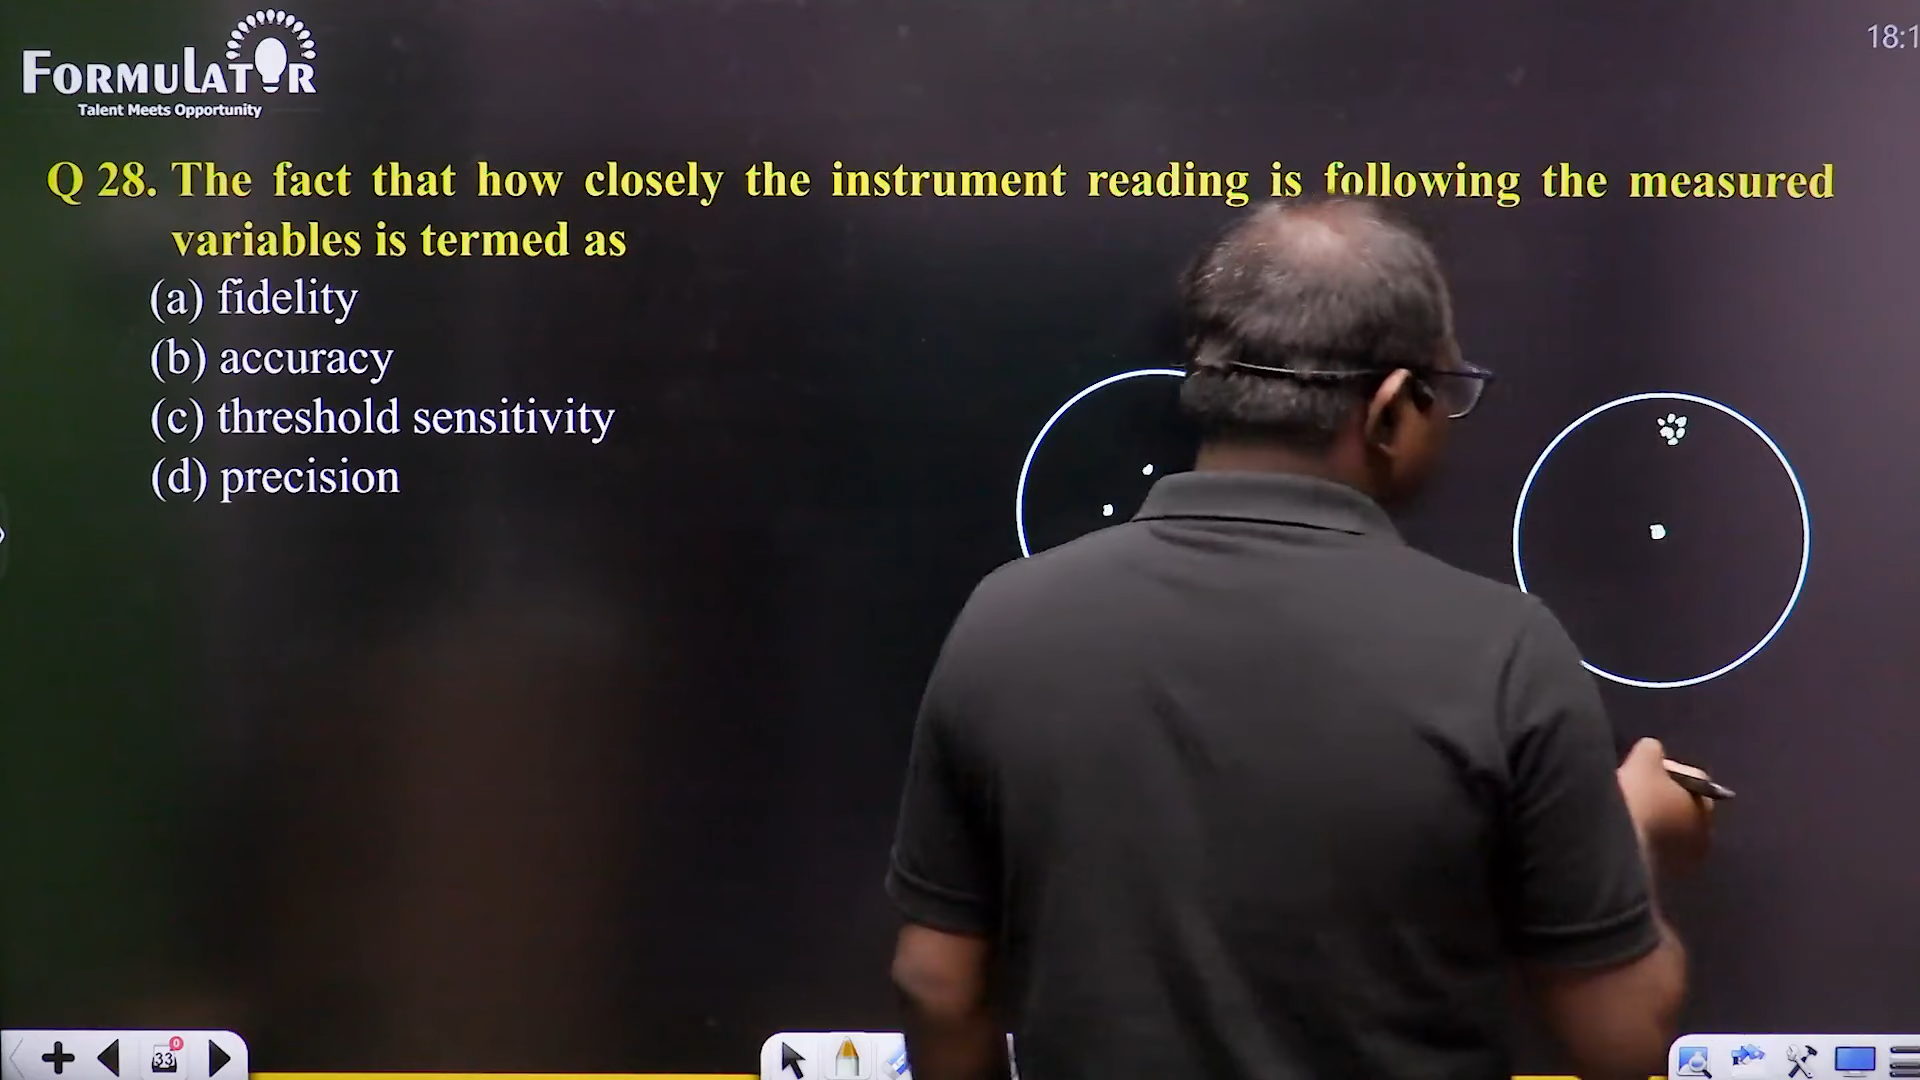 FORMULATOR
Talent Meets Opportunity
18:1
Q 28. The fact that how closely the instrument reading is following the measured
variables is termed as
(a) fidelity
(b) accuracy
(c) threshold sensitivity
(d) precision
33
0